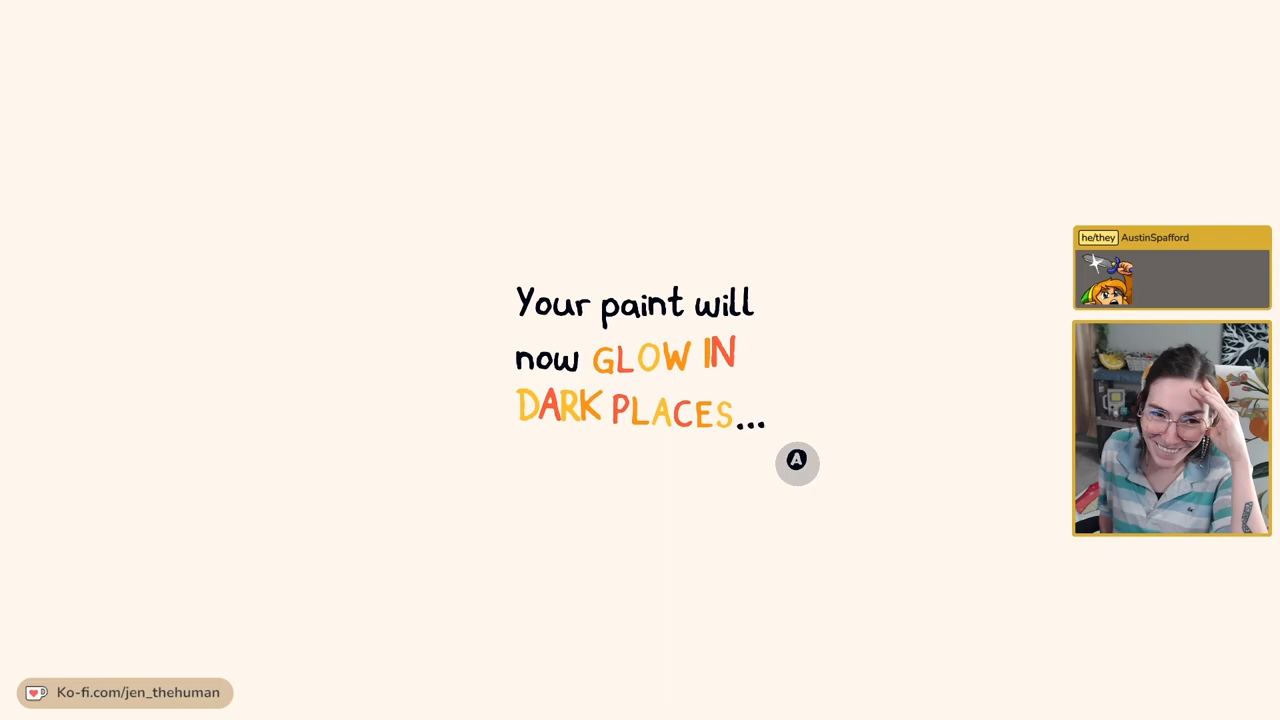 he/they AustinSpafford
Your paint will
now GLOW IN
DARK PLACES...
A
Ko-fi.com/jen_thehuman